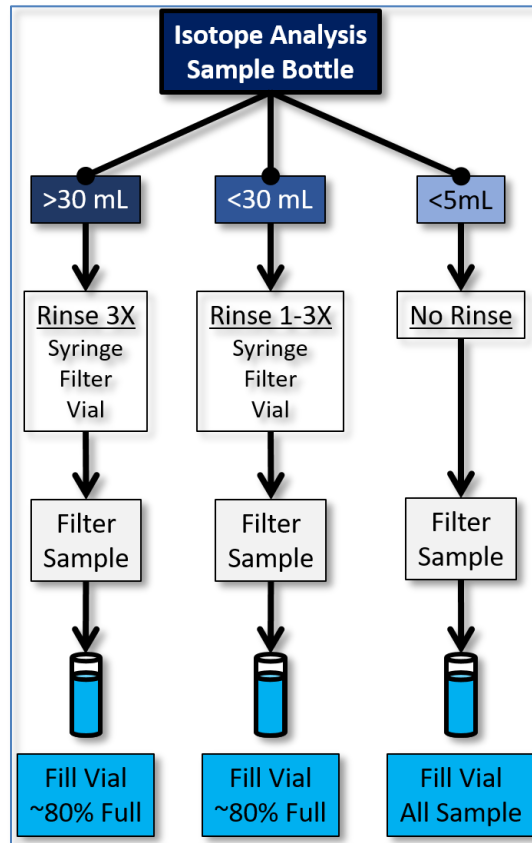 Isotope Analysis
Sample Bottle
>30 mL
<30 mL
<5mL
Rinse 3X
Syringe
Filter
Vial
Rinse 1-3X
Syringe
Filter
Vial
No Rinse
Filter
Sample
Filter
Sample
Filter
Sample
Fill Vial
~80% Full
Fill Vial
~80% Full
Fill Vial
All Sample